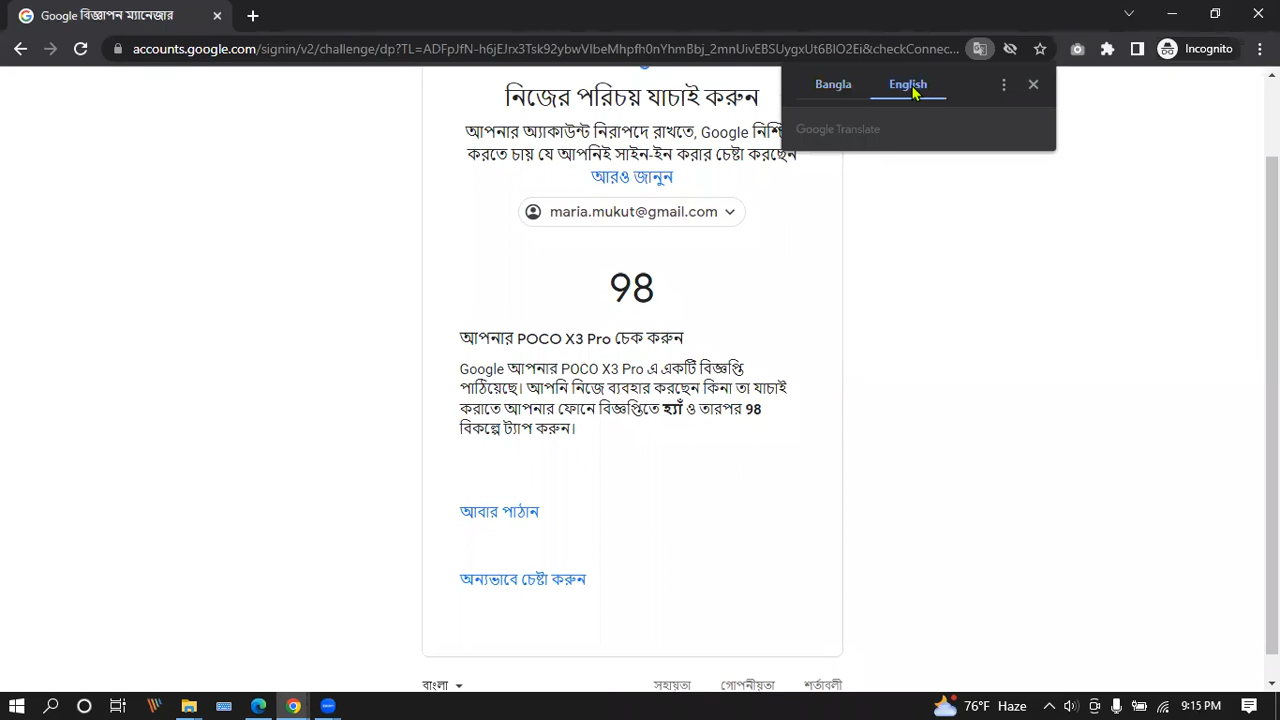 Google বিজ্ঞাপন ম্যানেজার
accounts.google.com/signin/v2/challenge/dp?TL=ADFpJfN-h6jEJrx3Tsk92ybwVIbeMhpfh0nYhmBbj_2mnUivEBSUygxUt6BlO2Ei&checkConnec...
Incognito
Bangla English
Google Translate
নিজের পরিচয় যাচাই করুন
আপনার অ্যাকাউন্ট নিরাপদে রাখতে, Google
করতে চায় যে আপনিই সাইন-ইন করার চেষ্টা করছেন
আরও জানুন
maria.mukut@gmail.com
98
আপনার POCO X3 Pro চেক করুন
Google আপনার POCO X3 Pro এ একটি বিজ্ঞপ্তি
পাঠিয়েছে। আপনি নিজে ব্যবহার করছেন কিনা তা যাচাই
করাতে আপনার ফোনে বিজ্ঞপ্তিতে হ্যাঁ ও তারপর 98
বিকল্পে ট্যাপ করুন।
আবার পাঠান
অন্যভাবে চেষ্টা করুন
বাংলা সহায়তা গোপনীয়তা শর্তাবলী
76°F Haze 9:15 PM